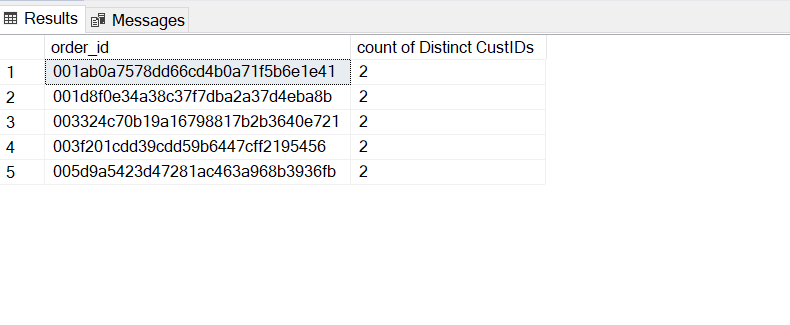 Results Messages
order_id count of Distinct CustIDs
1 001ab0a7578dd66cd4b0a71f5b6e1e41 2
2 001d8f0e34a38c37f7dba2a37d4eba8b 2
3 003324c70b19a16798817b2b3640e721 2
4 003f201cdd39cdd59b6447cff2195456 2
5 005d9a5423d47281ac463a968b3936fb 2